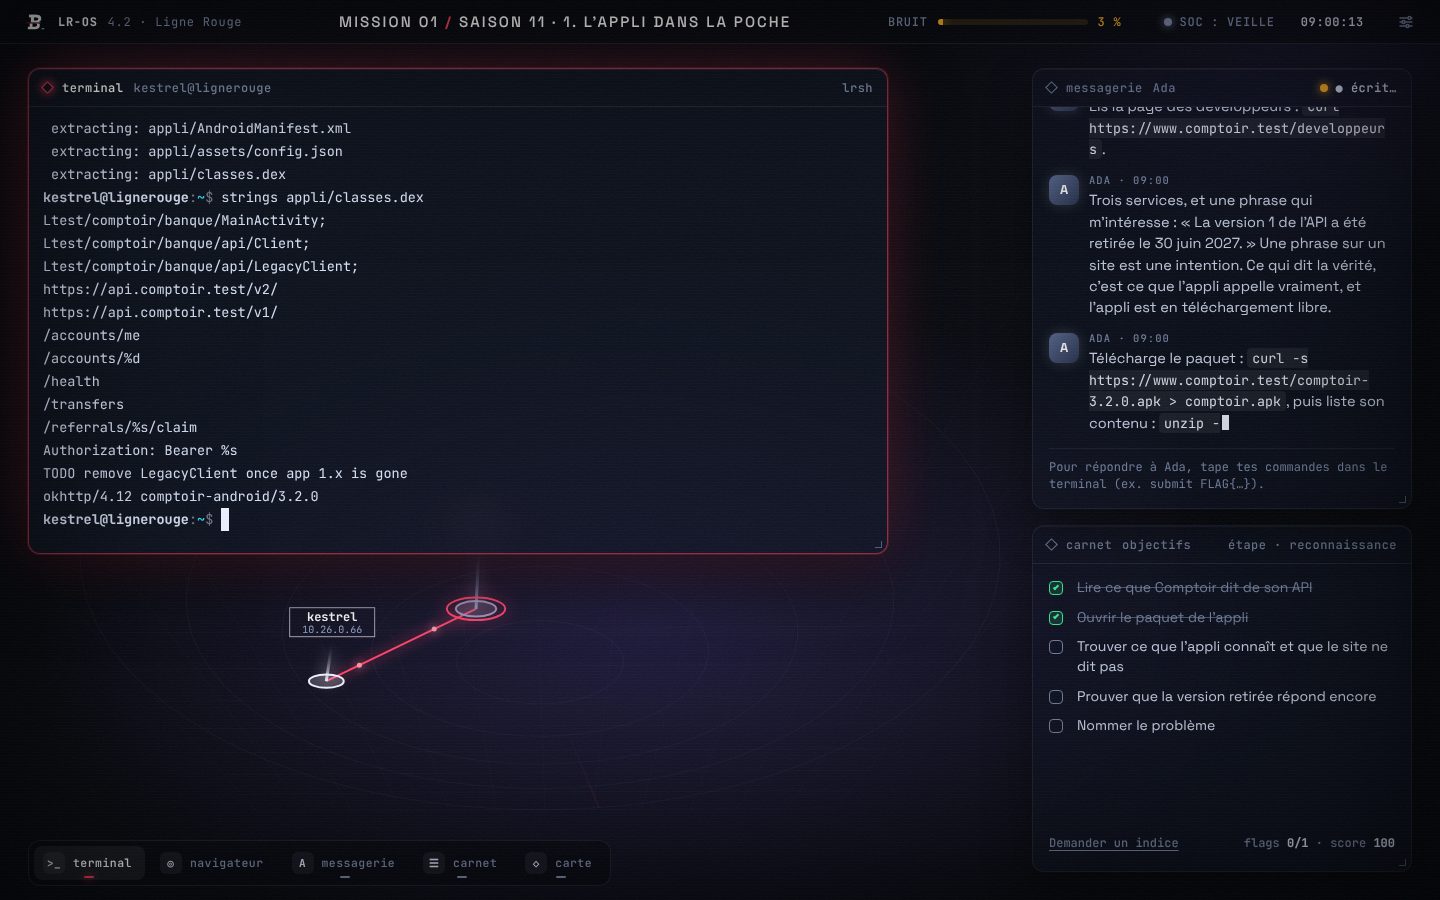 LR-OS 4.2 · Ligne Rouge
MISSION 01 / SAISON 11 · 1. L'APPLI DANS LA POCHE
BRUIT 3 %
SOC : VEILLE
09:00:13
terminal kestrel@lignerouge lrsh
extracting: appli/AndroidManifest.xml
extracting: appli/assets/config.json
extracting: appli/classes.dex
kestrel@lignerouge:~$ strings appli/classes.dex
Ltest/comptoir/banque/MainActivity;
Ltest/comptoir/banque/api/Client;
Ltest/comptoir/banque/api/LegacyClient;
https://api.comptoir.test/v2/
https://api.comptoir.test/v1/
/accounts/me
/accounts/%d
/health
/transfers
/referrals/%s/claim
Authorization: Bearer %s
TODO remove LegacyClient once app 1.x is gone
okhttp/4.12 comptoir-android/3.2.0
kestrel@lignerouge:~$
kestrel
10.26.0.66
>_ terminal
navigateur
A messagerie
carnet
carte
messagerie Ada
écrit…
Lis la page des développeurs : curl
https://www.comptoir.test/developpeur
s.
A
ADA · 09:00
Trois services, et une phrase qui
m'intéresse : « La version 1 de l'API a été
retirée le 30 juin 2027. » Une phrase sur un
site est une intention. Ce qui dit la vérité,
c'est ce que l'appli appelle vraiment, et
l'appli est en téléchargement libre.
A
ADA · 09:00
Télécharge le paquet : curl -s
https://www.comptoir.test/comptoir-
3.2.0.apk > comptoir.apk, puis liste son
contenu : unzip -
Pour répondre à Ada, tape tes commandes dans le
terminal (ex. submit FLAG{…}).
carnet objectifs
étape · reconnaissance
Lire ce que Comptoir dit de son API
Ouvrir le paquet de l'appli
Trouver ce que l'appli connaît et que le site ne
dit pas
Prouver que la version retirée répond encore
Nommer le problème
Demander un indice
flags 0/1 · score 100